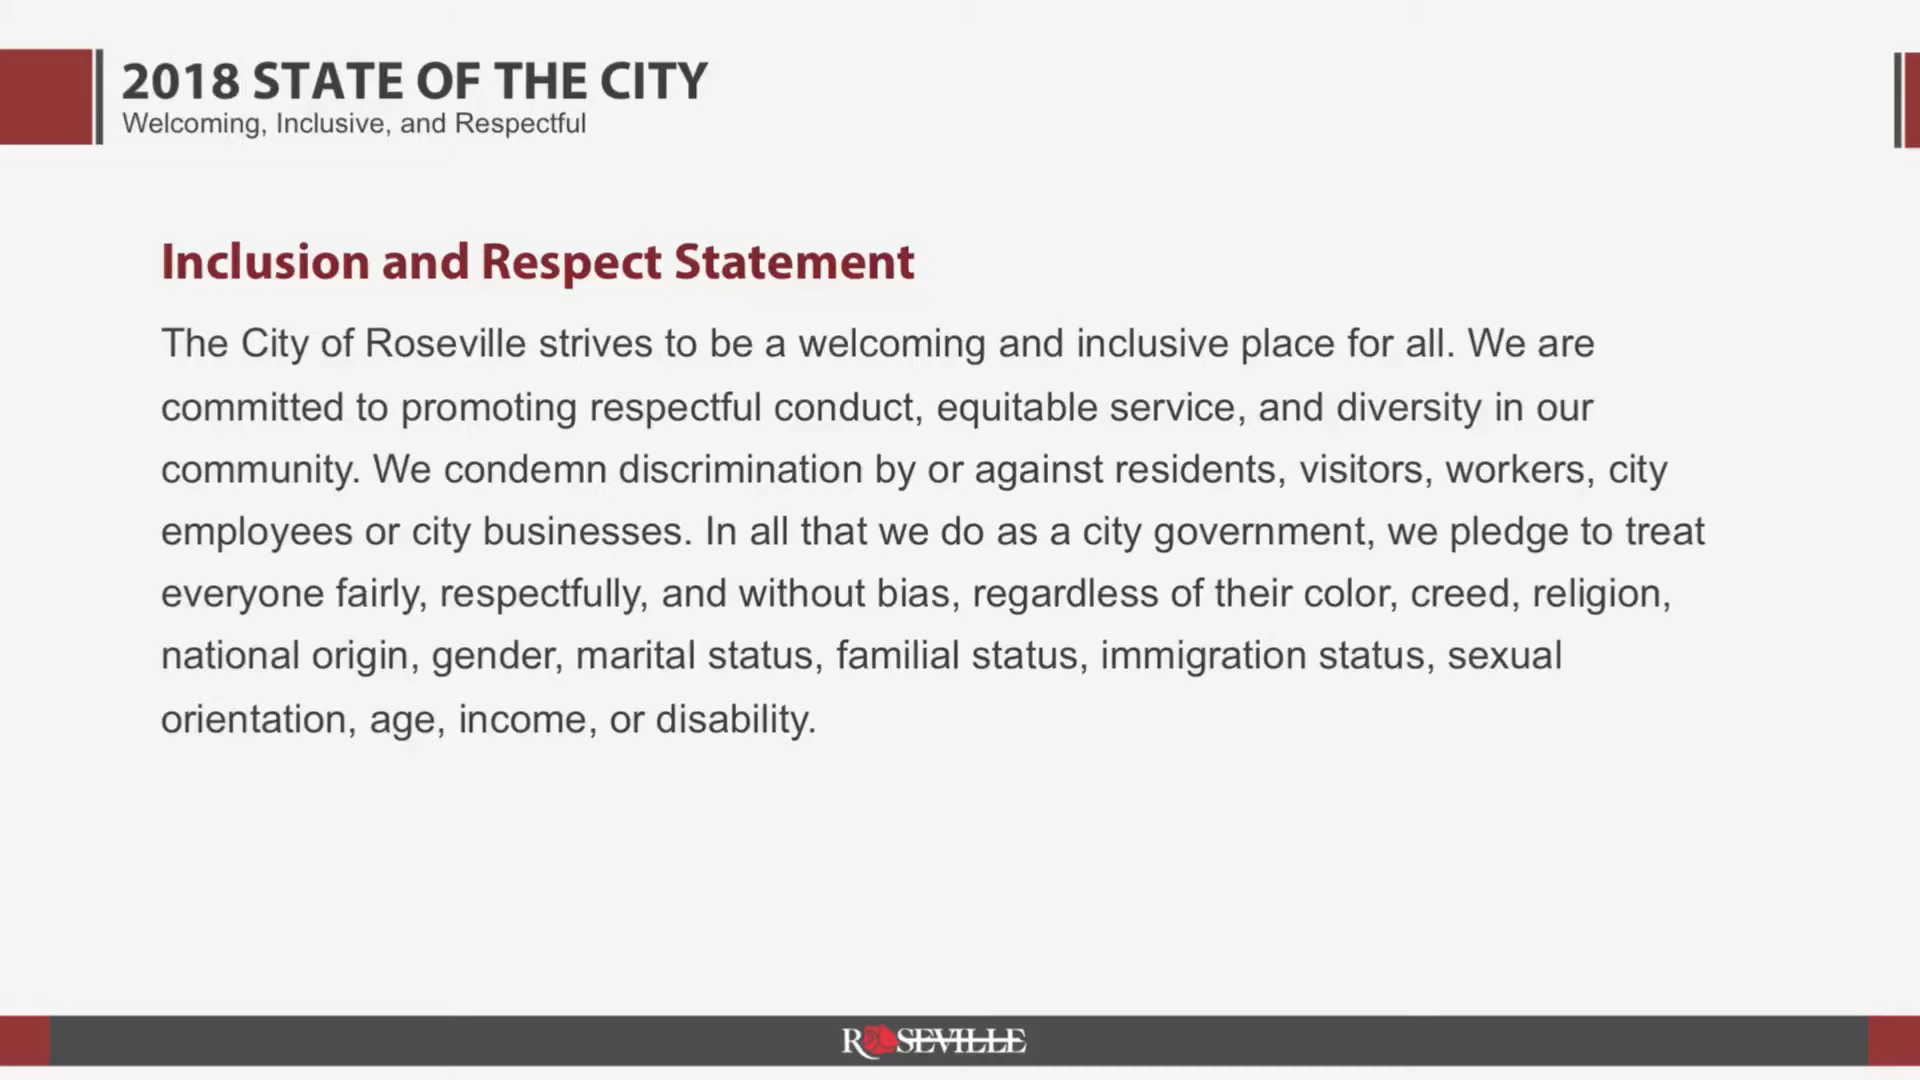 2018 STATE OF THE CITY
Welcoming, Inclusive, and Respectful
Inclusion and Respect Statement
The City of Roseville strives to be a welcoming and inclusive place for all. We are
committed to promoting respectful conduct, equitable service, and diversity in our
community. We condemn discrimination by or against residents, visitors, workers, city
employees or city businesses. In all that we do as a city government, we pledge to treat
everyone fairly, respectfully, and without bias, regardless of their color, creed, religion,
national origin, gender, marital status, familial status, immigration status, sexual
orientation, age, income, or disability.
ROSEVILLE